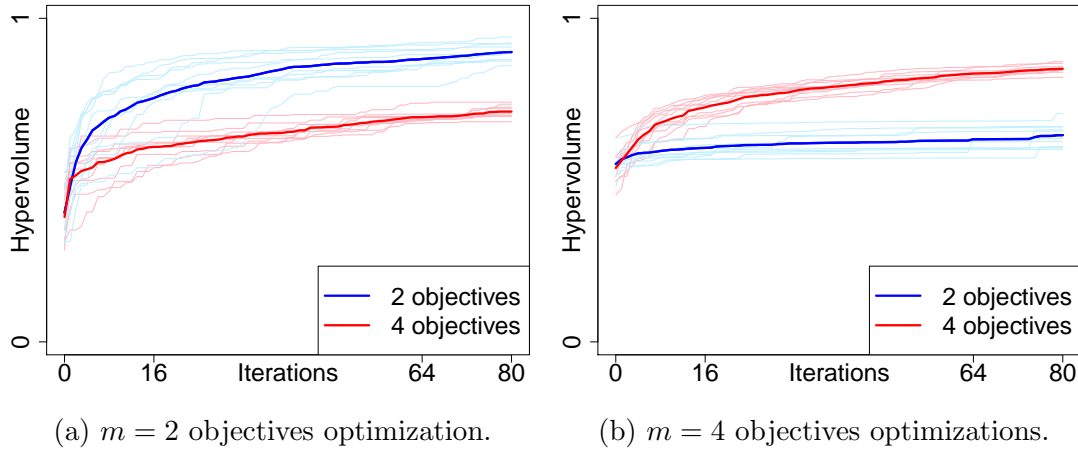 1
Hypervolume
0
2 objectives
4 objectives
0 16 Iterations 64 80
(a) m = 2 objectives optimization.
1
Hypervolume
0
2 objectives
4 objectives
0 16 Iterations 64 80
(b) m = 4 objectives optimizations.